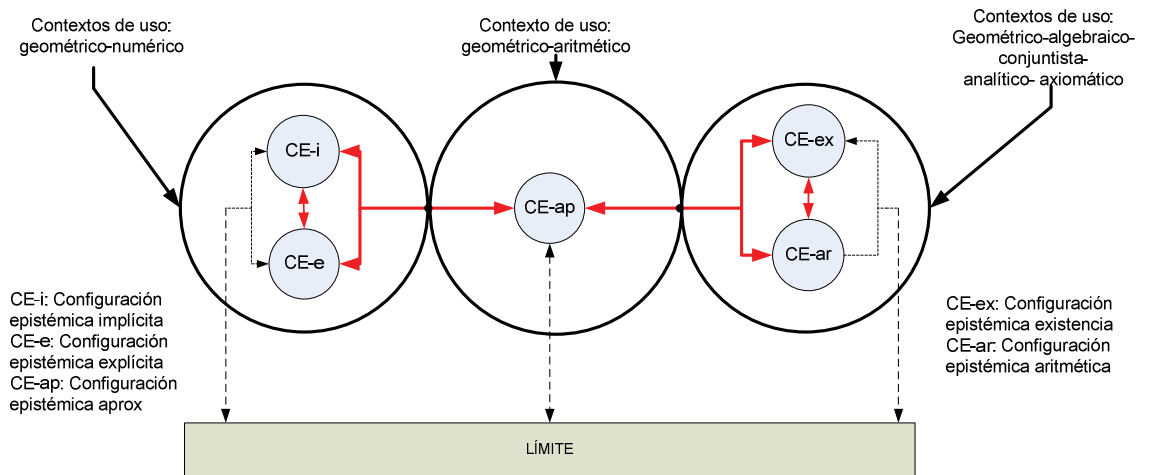 Contextos de uso:
geométrico-numérico
Contexto de uso:
geométrico-aritmético
Contextos de uso:
Geométrico-algebraico-
conjuntista-
analítico- axiomático
CE-i
CE-e
CE-ap
CE-ex
CE-ar
CE-i: Configuración
epistémica implícita
CE-e: Configuración
epistémica explícita
CE-ap: Configuración
epistémica aprox
CE-ex: Configuración
epistémica existencia
CE-ar: Configuración
epistémica aritmética
LÍMITE